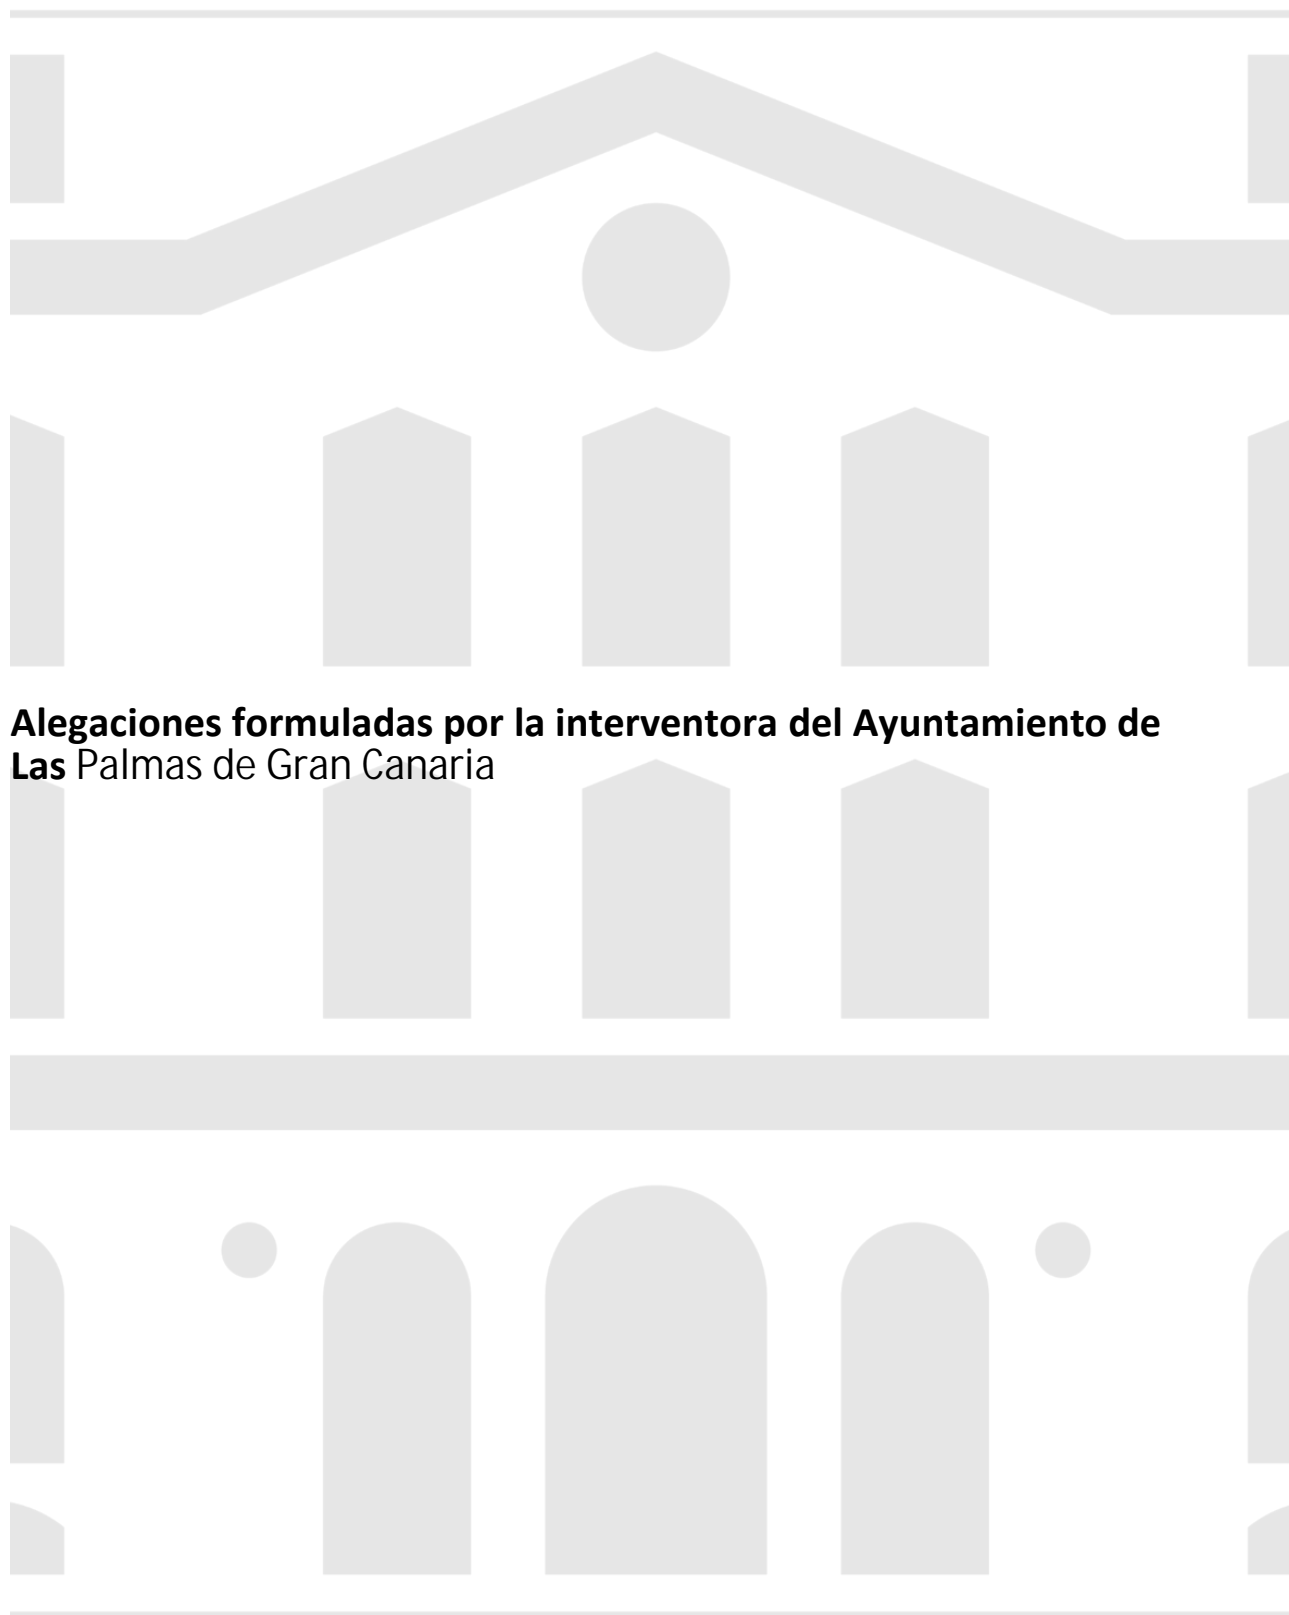 Alegaciones formuladas por la interventora del Ayuntamiento de
Las Palmas de Gran Canaria